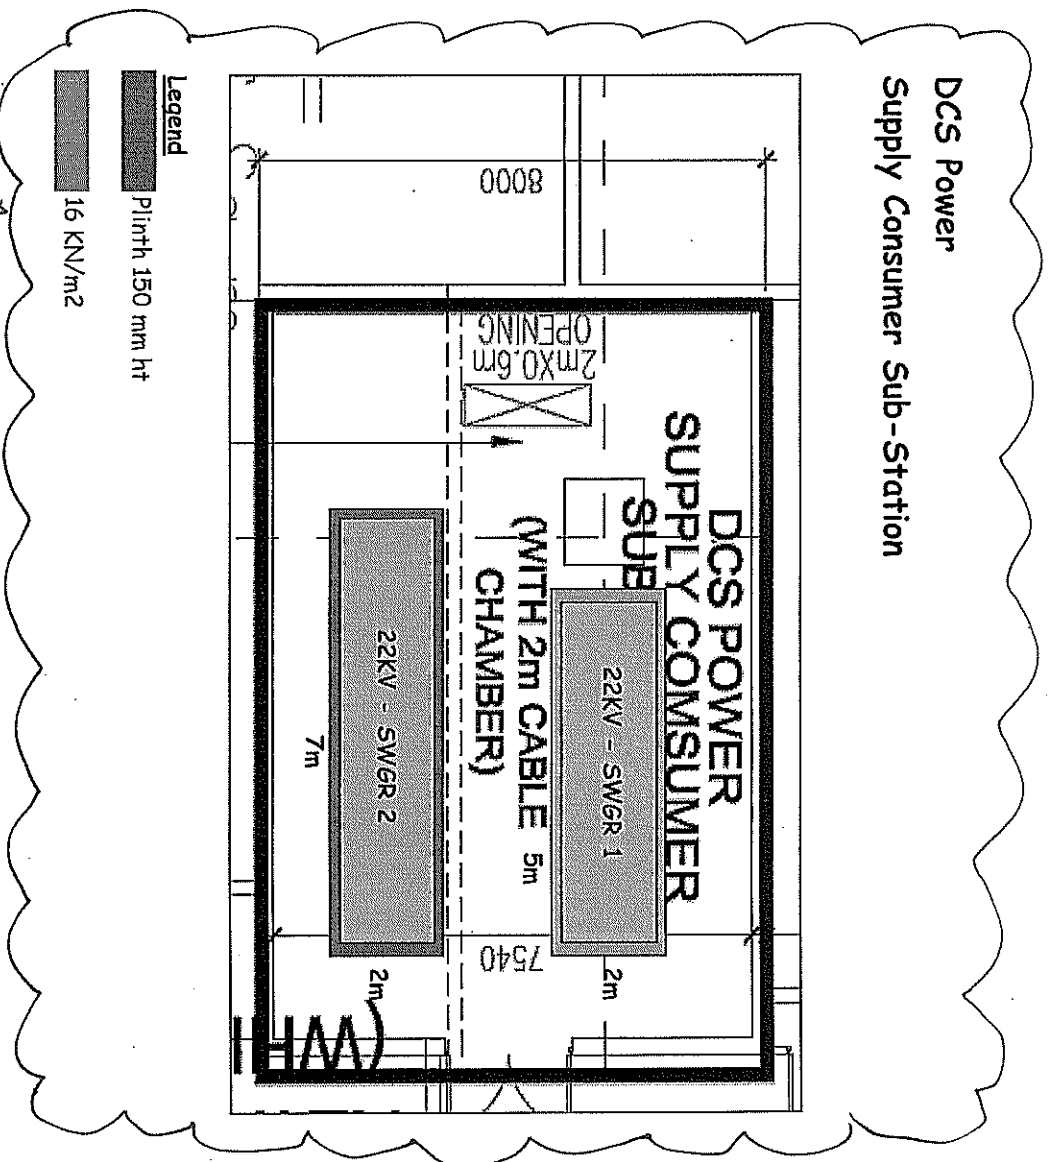 DCS Power
Supply Consumer Sub-Station
8000
2mX0.6m
OPENING
DCS POWER
SUPPLY COMSUMER
SUB
(WITH 2m CABLE
CHAMBER)
22KV - SWGR 1
5m
2m
7540
22KV - SWGR 2
7m
2m
(WHI
Legend
Plinth 150 mm ht
16 KN/m2